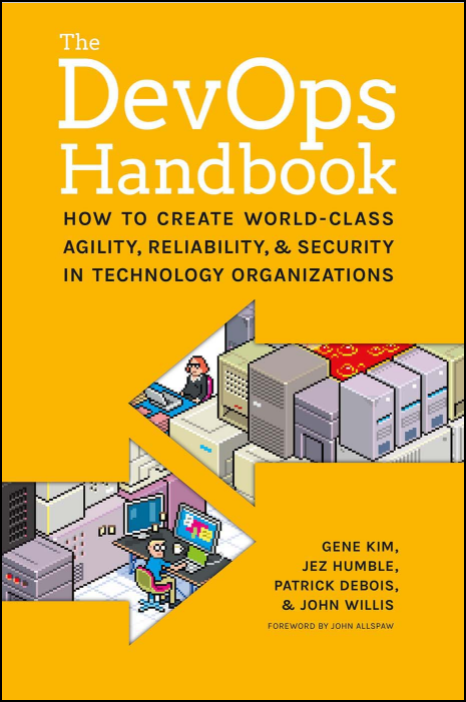 The
DevOps
Handbook
HOW TO CREATE WORLD-CLASS
AGILITY, RELIABILITY, & SECURITY
IN TECHNOLOGY ORGANIZATIONS
GENE KIM,
JEZ HUMBLE,
PATRICK DEBOIS,
& JOHN WILLIS
FOREWORD BY JOHN ALLSPAW